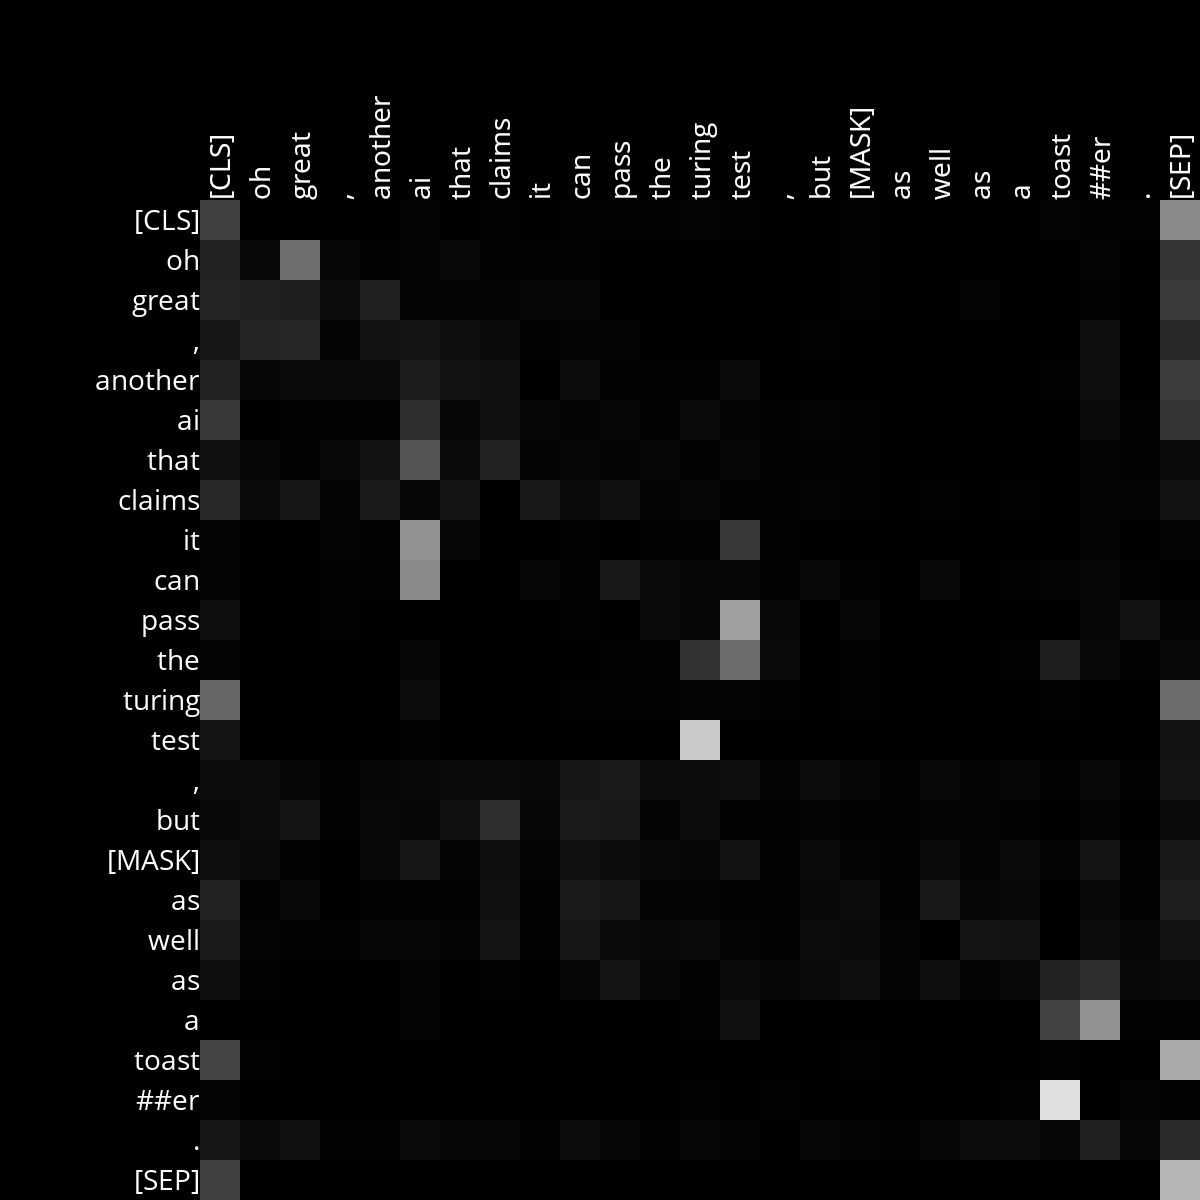 [CLS] oh great , another ai that claims it can pass the turing test , but [MASK] as well as a toast ##er . [SEP]
[CLS]
oh
great
,
another
ai
that
claims
it
can
pass
the
turing
test
,
but
[MASK]
as
well
as
a
toast
##er
.
[SEP]